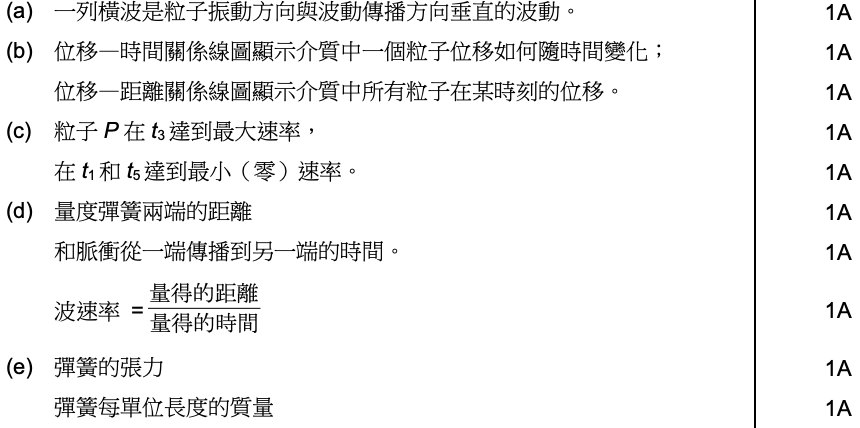 (a) 一列橫波是粒子振動方向與波動傳播方向垂直的波動。 1A
(b) 位移—時間關係線圖顯示介質中一個粒子位移如何隨時間變化； 1A
位移—距離關係線圖顯示介質中所有粒子在某時刻的位移。 1A
(c) 粒子 P 在 t₃ 達到最大速率， 1A
在 t₁ 和 t₅ 達到最小（零）速率。 1A
(d) 量度彈簧兩端的距離 1A
和脈衝從一端傳播到另一端的時間。 1A
波速率 = 量得的距離 / 量得的時間 1A
(e) 彈簧的張力 1A
彈簧每單位長度的質量 1A